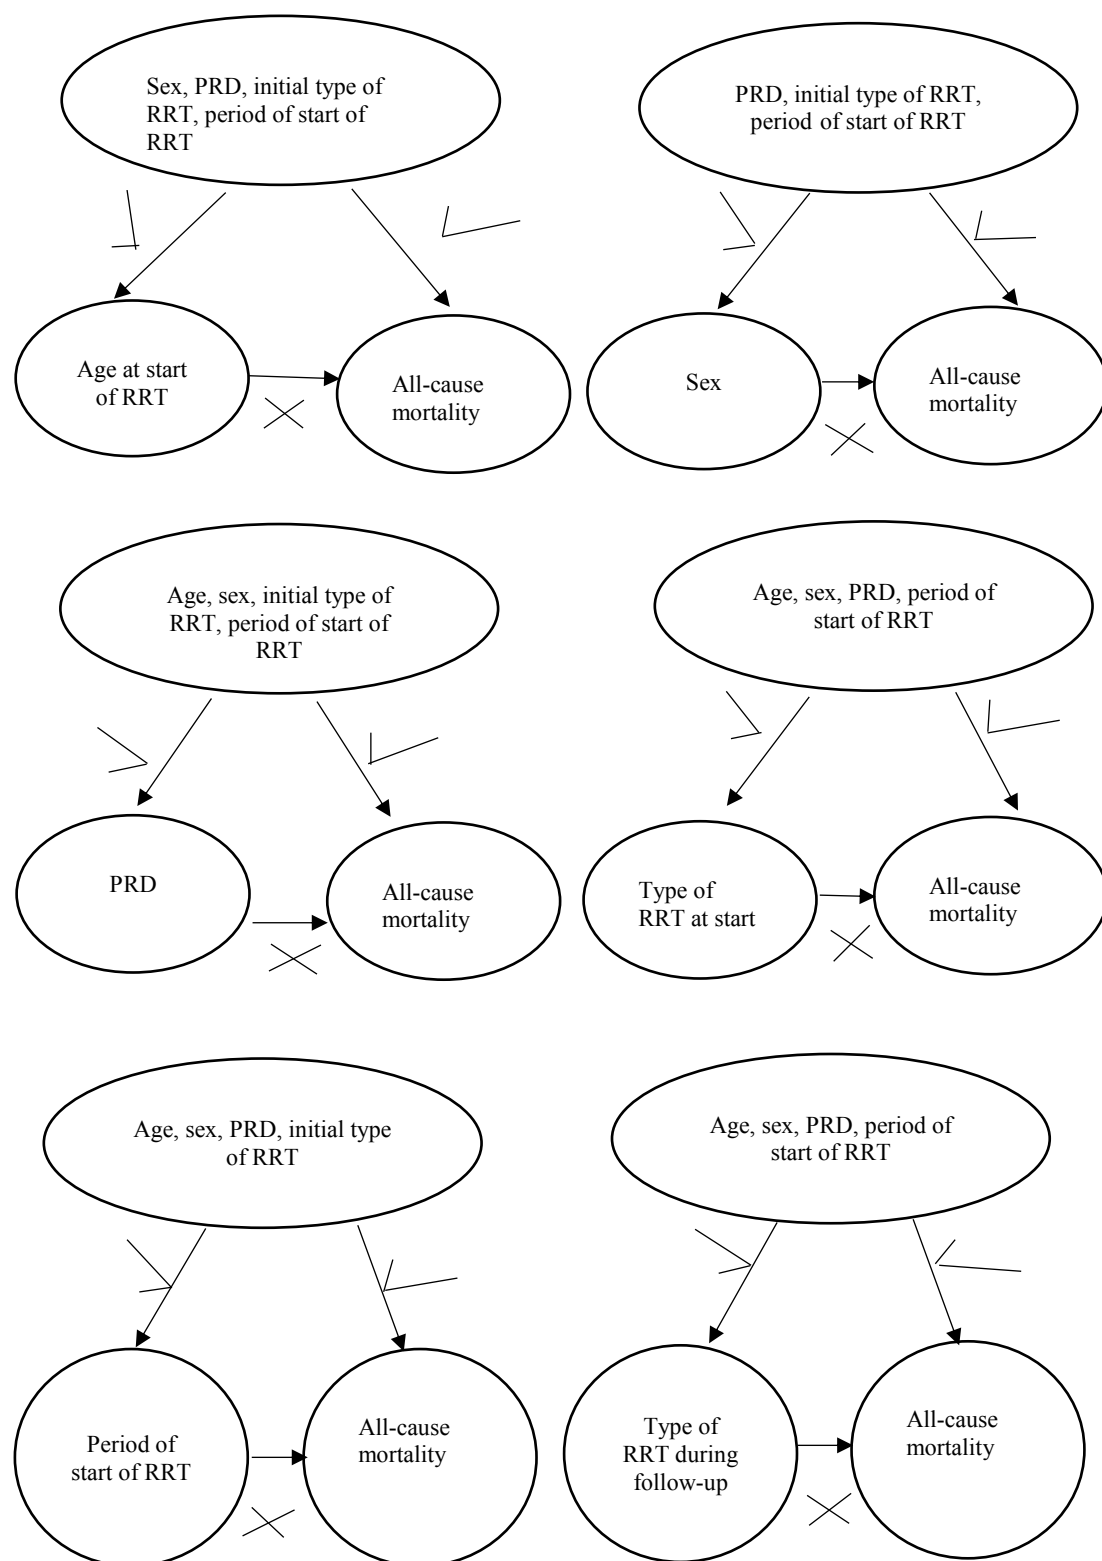 Sex, PRD, initial type of
RRT, period of start of
RRT
PRD, initial type of RRT,
period of start of RRT
Age at start
of RRT
All-cause
mortality
Sex
All-cause
mortality
Age, sex, initial type of
RRT, period of start of
RRT
Age, sex, PRD, period of
start of RRT
PRD
All-cause
mortality
Type of
RRT at start
All-cause
mortality
Age, sex, PRD, initial type
of RRT
Age, sex, PRD, period of
start of RRT
Period of
start of RRT
All-cause
mortality
Type of
RRT during
follow-up
All-cause
mortality